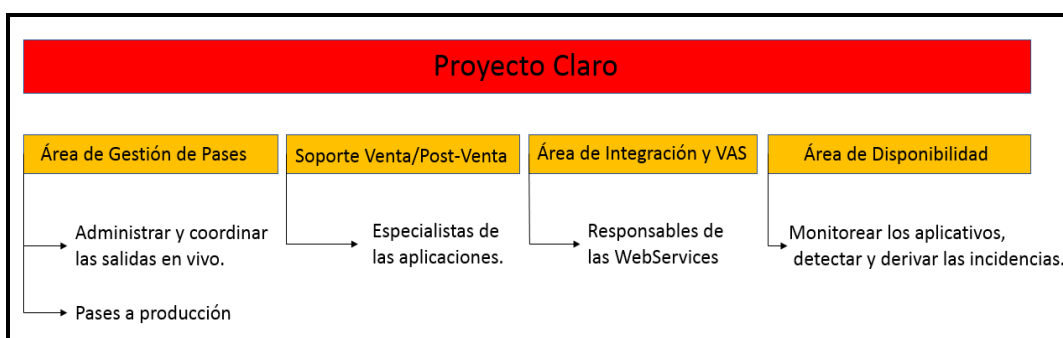 Proyecto Claro
Área de Gestión de Pases
Soporte Venta/Post-Venta
Área de Integración y VAS
Área de Disponibilidad
Administrar y coordinar
las salidas en vivo.
Pases a producción
Especialistas de
las aplicaciones.
Responsables de
las WebServices
Monitorear los aplicativos,
detectar y derivar las incidencias.